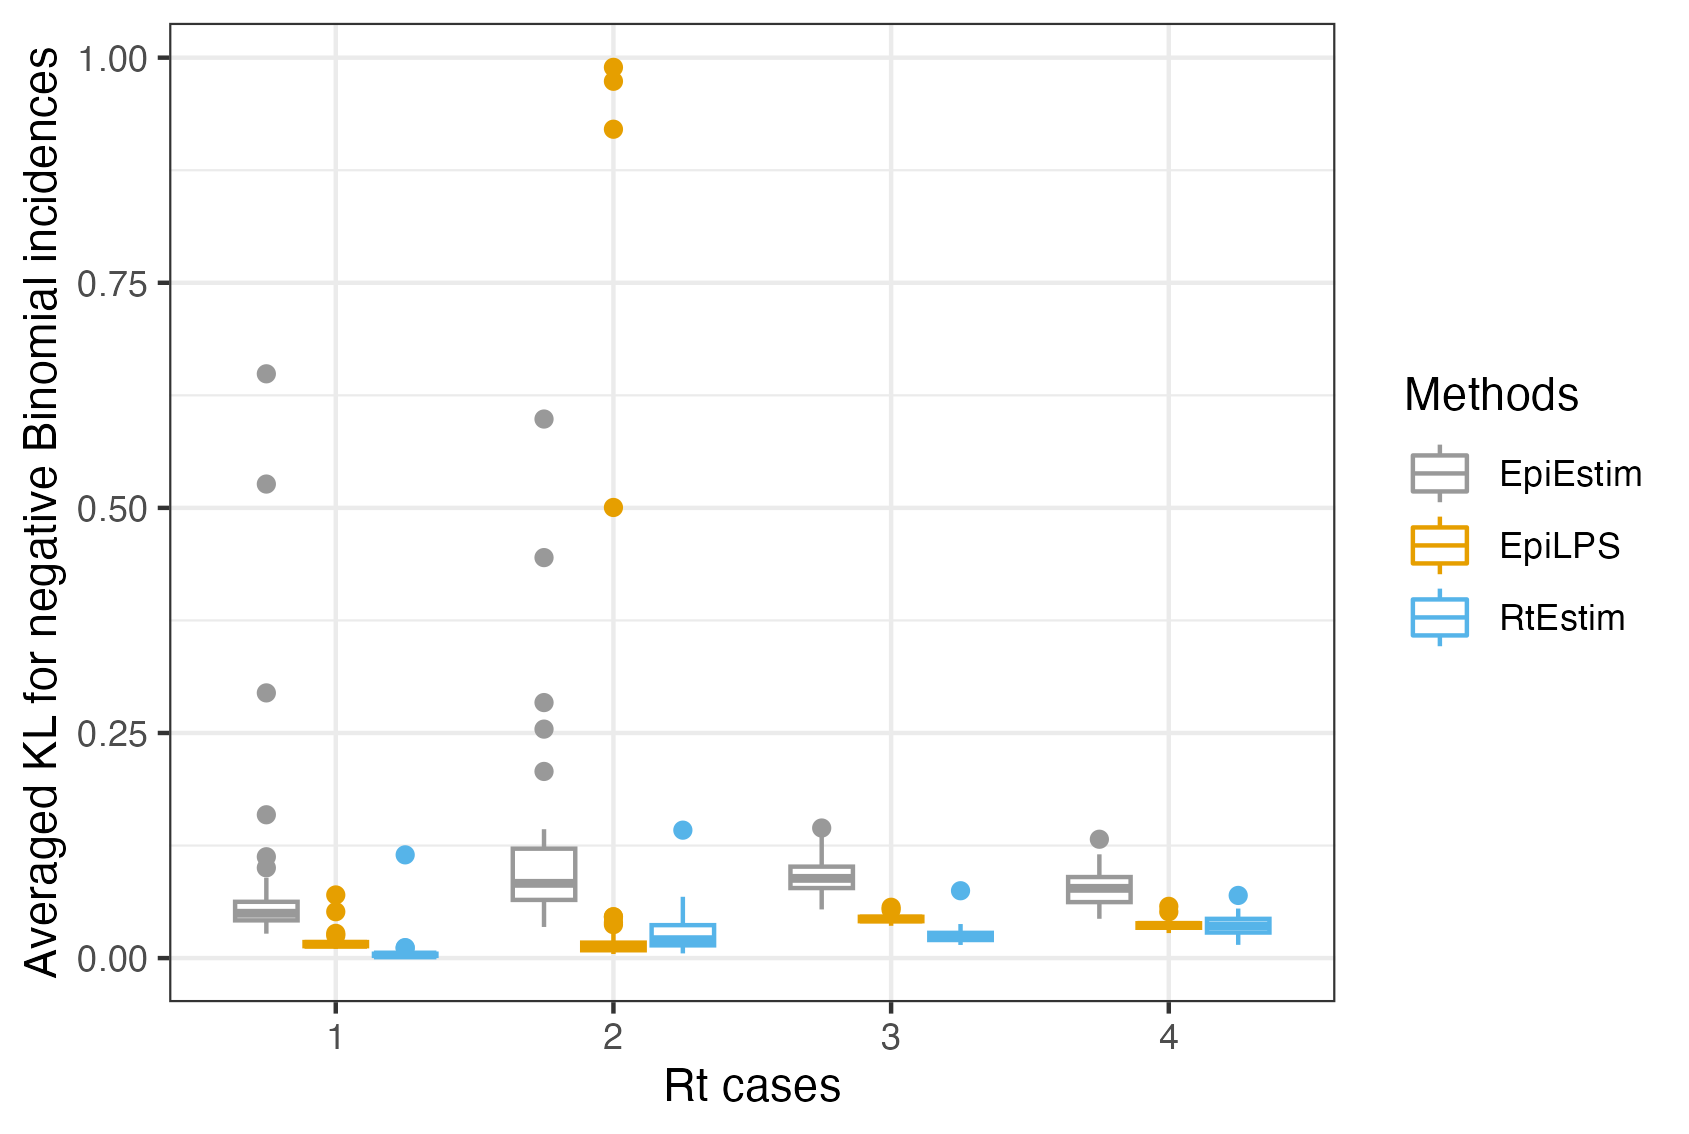 Averaged KL for negative Binomial incidences
1.00
0.75
0.50
0.25
0.00
1 2 3 4
Rt cases
Methods
EpiEstim
EpiLPS
RtEstim